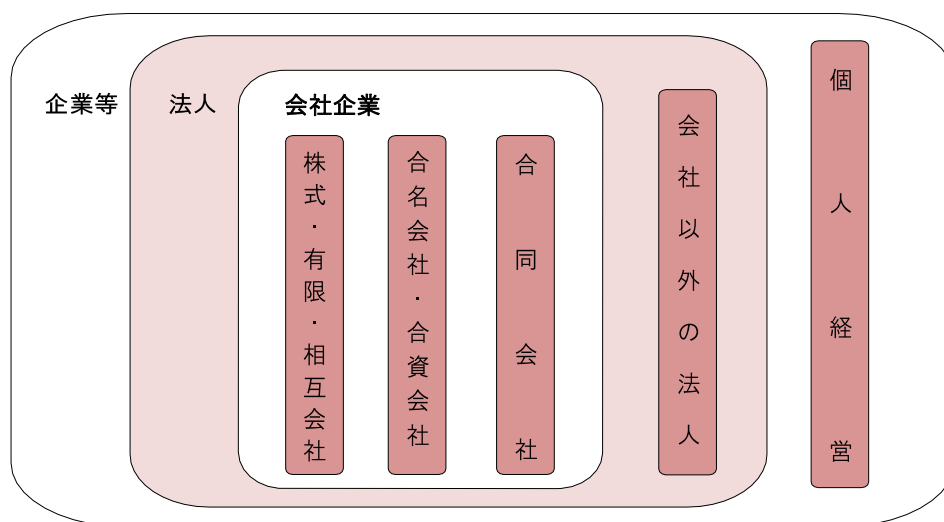 企業等
法人
会社企業
株式・有限・相互会社
合名会社・合資会社
合同会社
会社以外の法人
個人経営